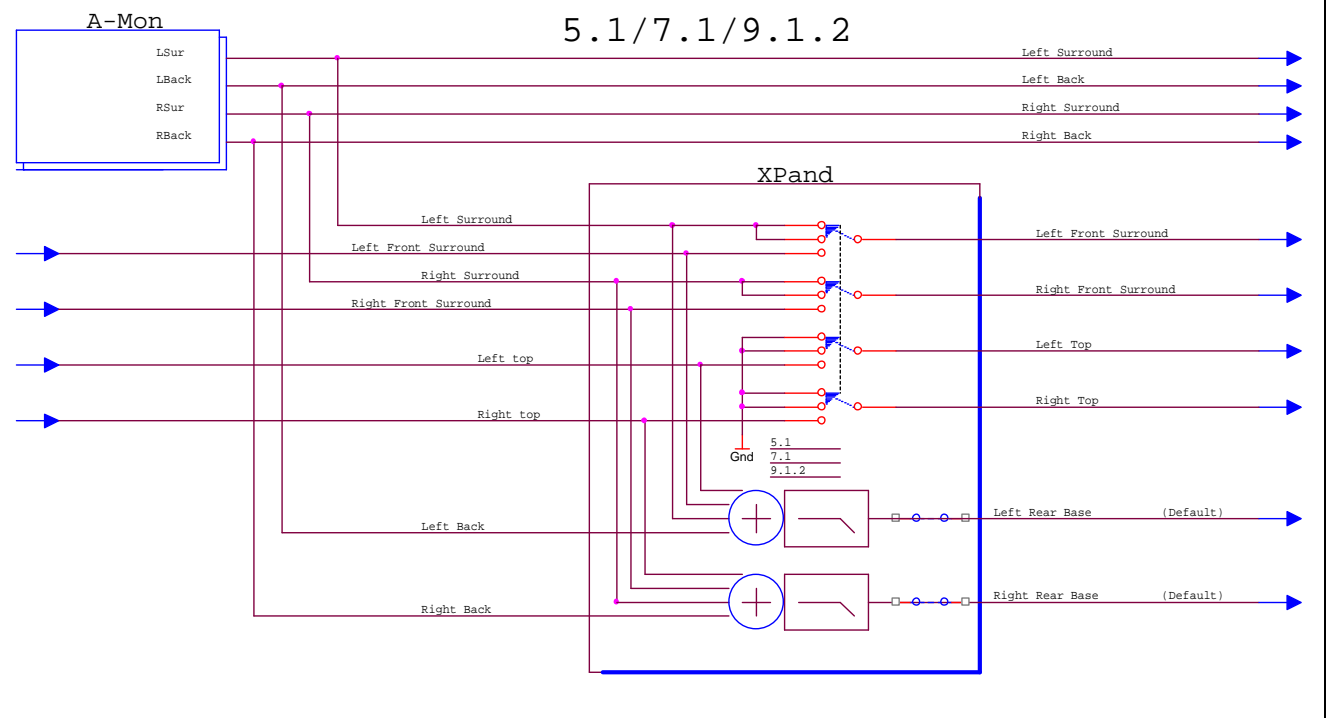 A-Mon
5.1/7.1/9.1.2
LSur
Left Surround
LBack
Left Back
RSur
Right Surround
RBack
Right Back
XPand
Left Surround
Left Front Surround
Left Front Surround
Right Surround
Right Front Surround
Right Front Surround
Left top
Left Top
Right top
Right Top
Gnd
5.1
7.1
9.1.2
Left Back
Left Rear Base (Default)
Right Back
Right Rear Base (Default)